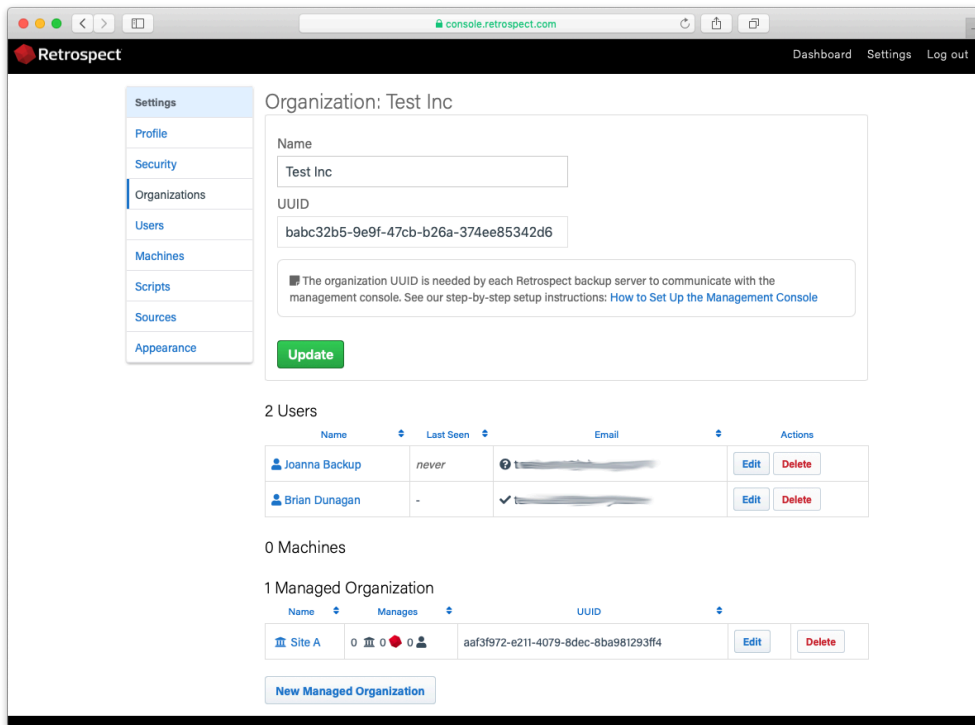 console.retrospect.com
Retrospect
Dashboard Settings Log out
Settings
Profile
Security
Organizations
Users
Machines
Scripts
Sources
Appearance
Organization: Test Inc
Name
Test Inc
UUID
babc32b5-9e9f-47cb-b26a-374ee85342d6
The organization UUID is needed by each Retrospect backup server to communicate with the
management console. See our step-by-step setup instructions: How to Set Up the Management Console
Update
2 Users
Name Last Seen Email Actions
Joanna Backup never Edit Delete
Brian Dunagan - Edit Delete
0 Machines
1 Managed Organization
Name Manages UUID
Site A 0 0 0 aaf3f972-e211-4079-8dec-8ba981293ff4 Edit Delete
New Managed Organization